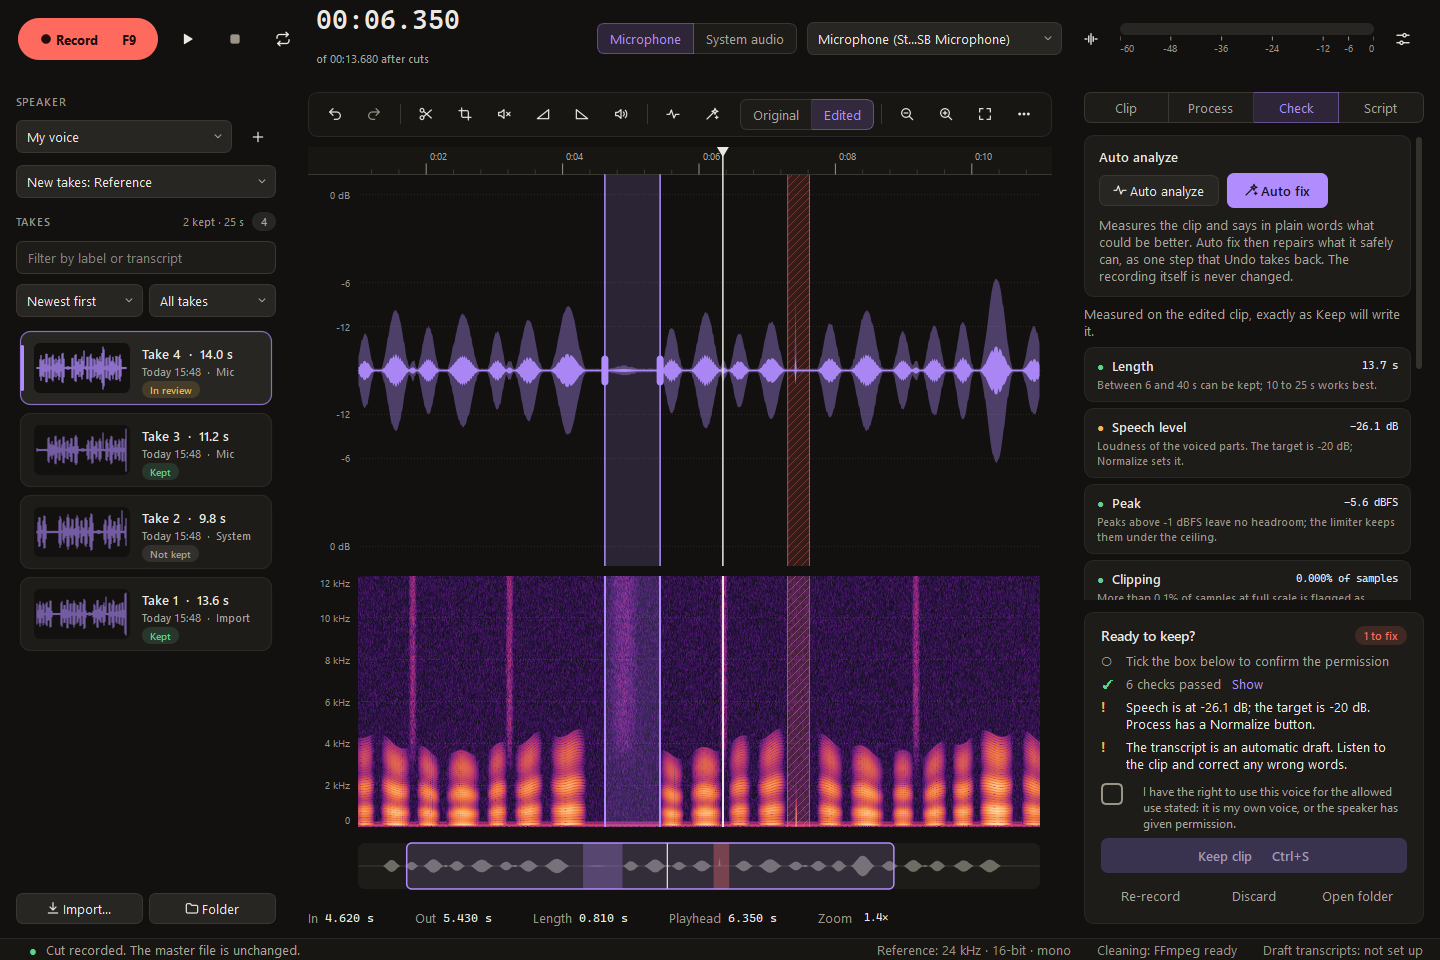 Record F9
00:06.350
of 00:13.680 after cuts
Microphone
System audio
Microphone (St...SB Microphone)
-60 -48 -36 -24 -12 -6 0
SPEAKER
My voice
New takes: Reference
TAKES 2 kept · 25 s 4
Filter by label or transcript
Newest first
All takes
Take 4 · 14.0 s
Today 15:48 · Mic
In review
Take 3 · 11.2 s
Today 15:48 · Mic
Kept
Take 2 · 9.8 s
Today 15:48 · System
Not kept
Take 1 · 13.6 s
Today 15:48 · Import
Kept
Import...
Folder
Original
Edited
0:02 0:04 0:06 0:08 0:10
0 dB
-6
-12
-12
-6
0 dB
12 kHz
10 kHz
8 kHz
6 kHz
4 kHz
2 kHz
0
In 4.620 s Out 5.430 s Length 0.810 s Playhead 6.350 s Zoom 1.4×
Clip
Process
Check
Script
Auto analyze
Auto analyze
Auto fix
Measures the clip and says in plain words what
could be better. Auto fix then repairs what it safely
can, as one step that Undo takes back. The
recording itself is never changed.
Measured on the edited clip, exactly as Keep will write
it.
Length 13.7 s
Between 6 and 40 s can be kept; 10 to 25 s works best.
Speech level −26.1 dB
Loudness of the voiced parts. The target is -20 dB;
Normalize sets it.
Peak −5.6 dBFS
Peaks above -1 dBFS leave no headroom; the limiter keeps
them under the ceiling.
Clipping 0.000% of samples
More than 0.1% of samples at full scale is flagged as
Ready to keep? 1 to fix
Tick the box below to confirm the permission
6 checks passed Show
! Speech is at -26.1 dB; the target is -20 dB.
Process has a Normalize button.
! The transcript is an automatic draft. Listen to
the clip and correct any wrong words.
I have the right to use this voice for the allowed
use stated: it is my own voice, or the speaker has
given permission.
Keep clip Ctrl+S
Re-record
Discard
Open folder
Cut recorded. The master file is unchanged.
Reference: 24 kHz · 16-bit · mono
Cleaning: FFmpeg ready
Draft transcripts: not set up